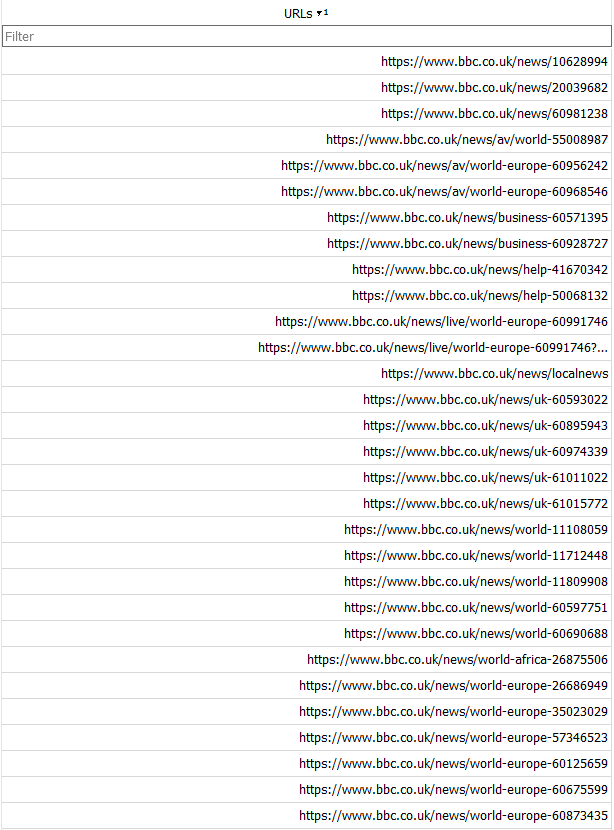 URLs ▼1
Filter
https://www.bbc.co.uk/news/10628994
https://www.bbc.co.uk/news/20039682
https://www.bbc.co.uk/news/60981238
https://www.bbc.co.uk/news/av/world-55008987
https://www.bbc.co.uk/news/av/world-europe-60956242
https://www.bbc.co.uk/news/av/world-europe-60968546
https://www.bbc.co.uk/news/business-60571395
https://www.bbc.co.uk/news/business-60928727
https://www.bbc.co.uk/news/help-41670342
https://www.bbc.co.uk/news/help-50068132
https://www.bbc.co.uk/news/live/world-europe-60991746
https://www.bbc.co.uk/news/live/world-europe-60991746?...
https://www.bbc.co.uk/news/localnews
https://www.bbc.co.uk/news/uk-60593022
https://www.bbc.co.uk/news/uk-60895943
https://www.bbc.co.uk/news/uk-60974339
https://www.bbc.co.uk/news/uk-61011022
https://www.bbc.co.uk/news/uk-61015772
https://www.bbc.co.uk/news/world-11108059
https://www.bbc.co.uk/news/world-11712448
https://www.bbc.co.uk/news/world-11809908
https://www.bbc.co.uk/news/world-60597751
https://www.bbc.co.uk/news/world-60690688
https://www.bbc.co.uk/news/world-africa-26875506
https://www.bbc.co.uk/news/world-europe-26686949
https://www.bbc.co.uk/news/world-europe-35023029
https://www.bbc.co.uk/news/world-europe-57346523
https://www.bbc.co.uk/news/world-europe-60125659
https://www.bbc.co.uk/news/world-europe-60675599
https://www.bbc.co.uk/news/world-europe-60873435